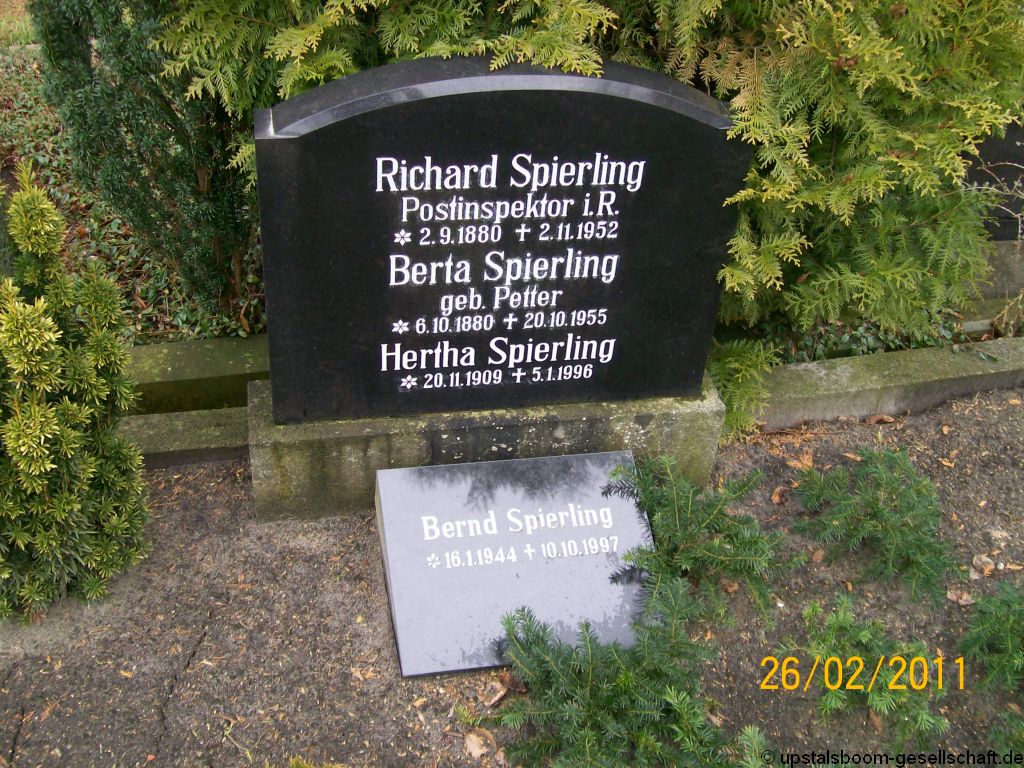 Richard Spierling
Postinspektor i.R.
* 2.9.1880 † 2.11.1952
Berta Spierling
geb. Petter
* 6.10.1880 † 20.10.1955
Hertha Spierling
* 20.11.1909 † 5.1.1996
Bernd Spierling
* 16.1.1944 † 10.10.1997
26/02/2011
© upstalsboom-gesellschaft.de